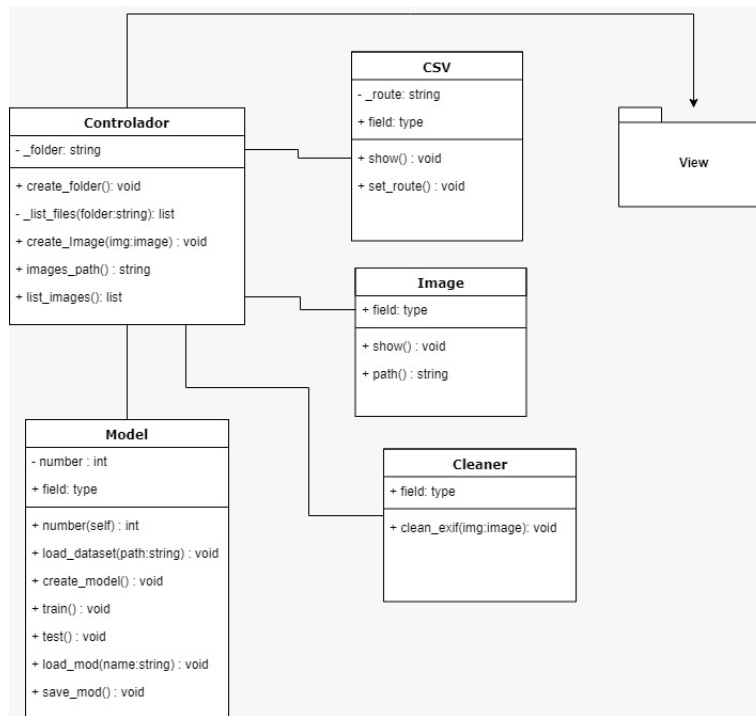 Controlador
- _folder: string
+ create_folder(): void
- _list_files(folder:string): list
+ create_Image(img:image) : void
+ images_path() : string
+ list_images(): list
CSV
- _route: string
+ field: type
+ show() : void
+ set_route() : void
View
Image
+ field: type
+ show() : void
+ path() : string
Model
- number : int
+ field: type
+ number(self) : int
+ load_dataset(path:string) : void
+ create_model() : void
+ train() : void
+ test() : void
+ load_mod(name:string) : void
+ save_mod() : void
Cleaner
+ field: type
+ clean_exif(img:image): void